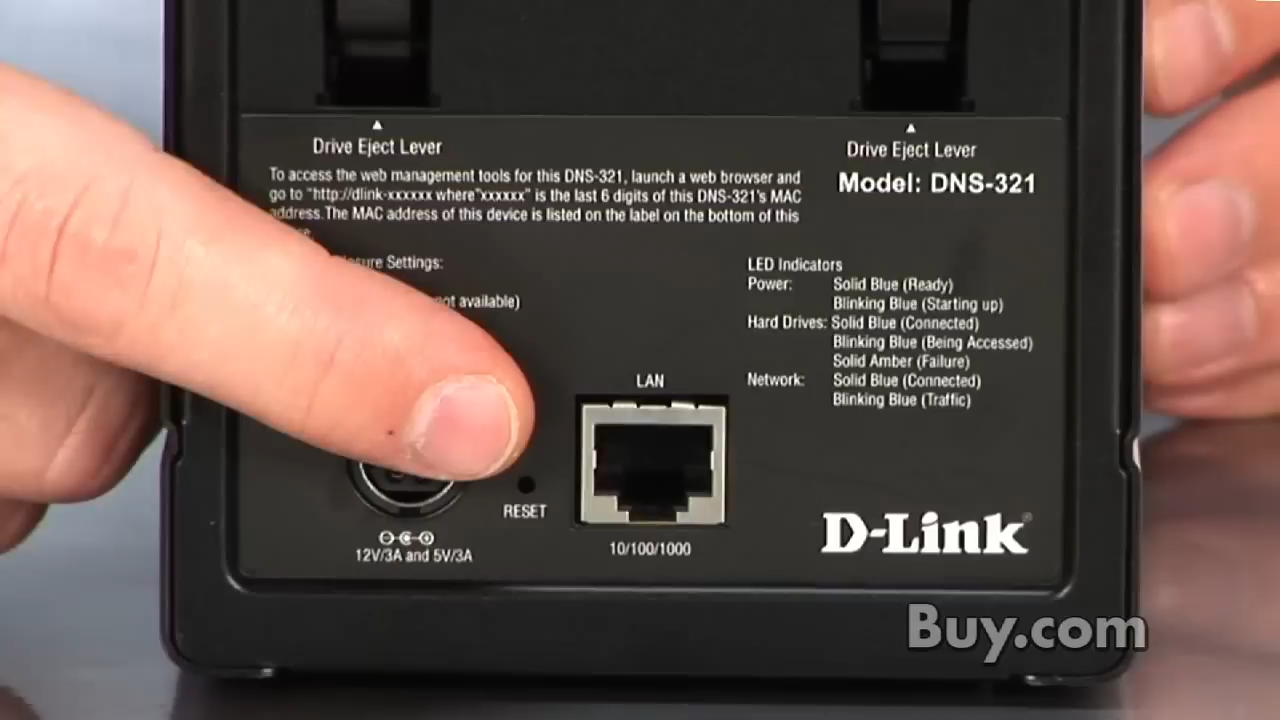 Drive Eject Lever
Drive Eject Lever
To access the web management tools for this DNS-321, launch a web browser and
go to "http://dlink-xxxxxx where"xxxxxx" is the last 6 digits of this DNS-321's MAC
address.The MAC address of this device is listed on the label on the bottom of this
Model: DNS-321
Settings:
not available)
LED Indicators
Power: Solid Blue (Ready)
Blinking Blue (Starting up)
Hard Drives: Solid Blue (Connected)
Blinking Blue (Being Accessed)
Solid Amber (Failure)
Network: Solid Blue (Connected)
Blinking Blue (Traffic)
LAN
RESET
12V/3A and 5V/3A
10/100/1000
D-Link
Buy.com